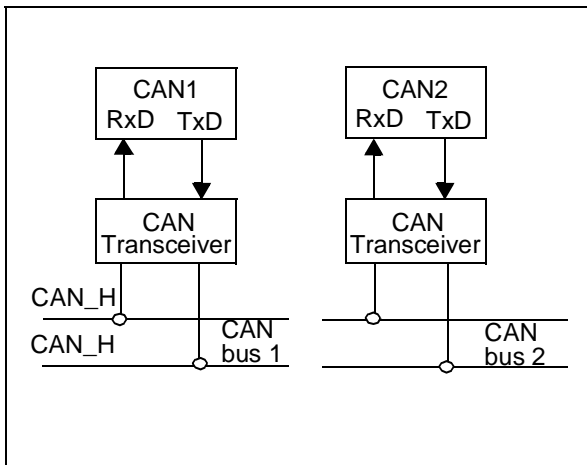 CAN1
RxD TxD
CAN
Transceiver
CAN_H
CAN_H
CAN
bus 1
CAN2
RxD TxD
CAN
Transceiver
CAN
bus 2